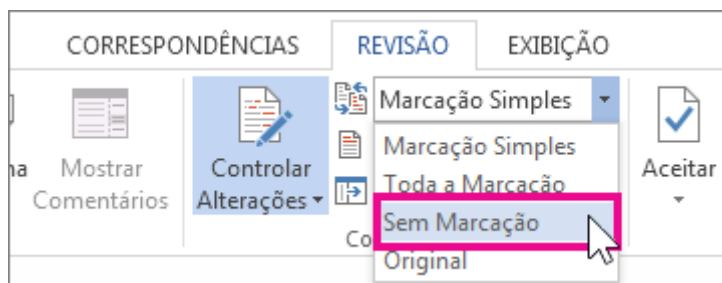 CORRESPONDÊNCIAS REVISÃO EXIBIÇÃO
Marcação Simples
Marcação Simples
Toda a Marcação
Sem Marcação
Original
Mostrar
Comentários
Controlar
Alterações
Aceitar